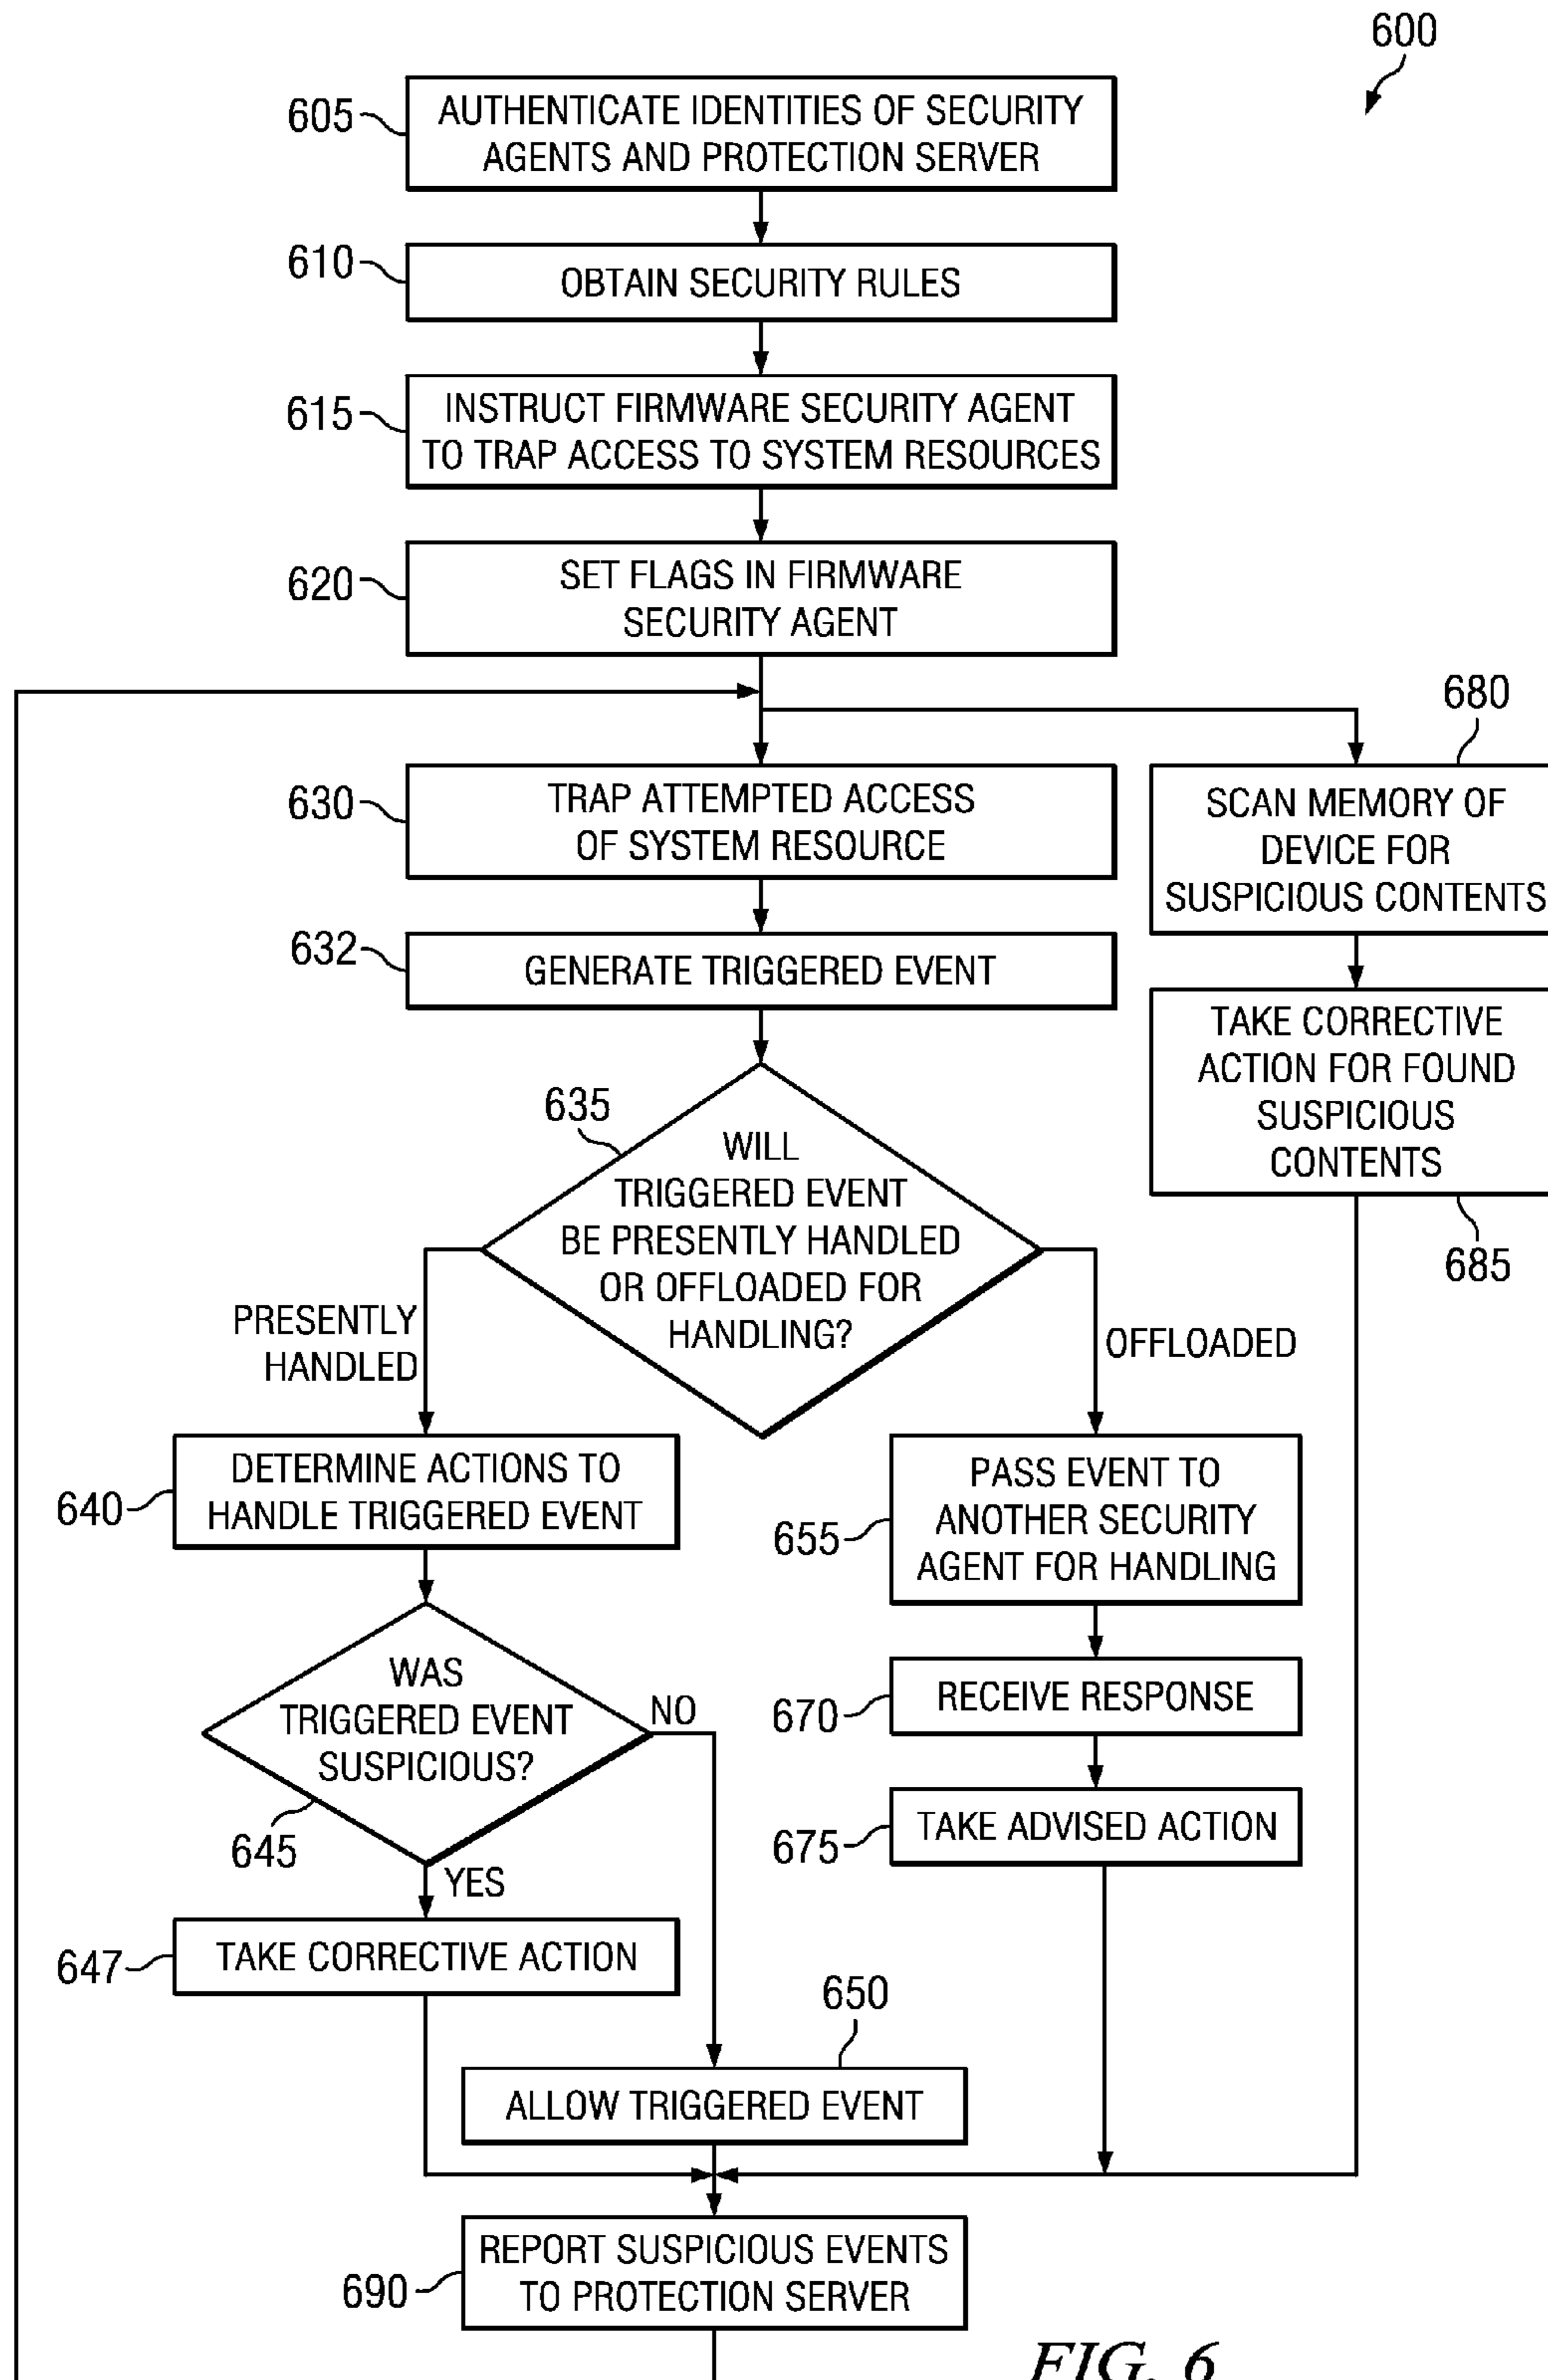 600
605
AUTHENTICATE IDENTITIES OF SECURITY
AGENTS AND PROTECTION SERVER
610
OBTAIN SECURITY RULES
615
INSTRUCT FIRMWARE SECURITY AGENT
TO TRAP ACCESS TO SYSTEM RESOURCES
620
SET FLAGS IN FIRMWARE
SECURITY AGENT
630
TRAP ATTEMPTED ACCESS
OF SYSTEM RESOURCE
680
SCAN MEMORY OF
DEVICE FOR
SUSPICIOUS CONTENTS
632
GENERATE TRIGGERED EVENT
TAKE CORRECTIVE
ACTION FOR FOUND
SUSPICIOUS
CONTENTS
685
635
WILL
TRIGGERED EVENT
BE PRESENTLY HANDLED
OR OFFLOADED FOR
HANDLING?
PRESENTLY
HANDLED
OFFLOADED
640
DETERMINE ACTIONS TO
HANDLE TRIGGERED EVENT
655
PASS EVENT TO
ANOTHER SECURITY
AGENT FOR HANDLING
WAS
TRIGGERED EVENT
SUSPICIOUS?
NO
645
YES
670
RECEIVE RESPONSE
675
TAKE ADVISED ACTION
647
TAKE CORRECTIVE ACTION
650
ALLOW TRIGGERED EVENT
690
REPORT SUSPICIOUS EVENTS
TO PROTECTION SERVER
FIG. 6